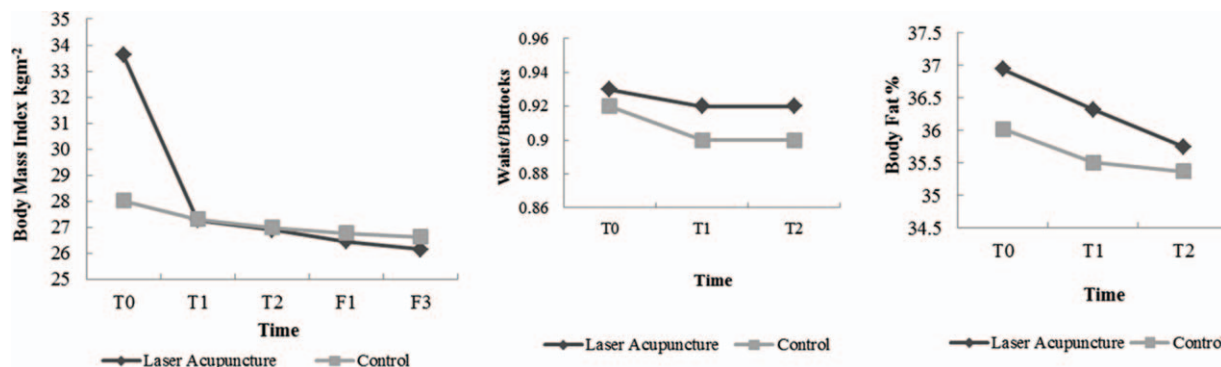 Body Mass Index kgm-2
35
34
33
32
31
30
29
28
27
26
25
T0 T1 T2 F1 F3
Time
Laser Acupuncture Control
Waist/Buttocks
0.96
0.94
0.92
0.9
0.88
0.86
T0 T1 T2
Time
Laser Acupuncture Control
Body Fat %
37.5
37
36.5
36
35.5
35
34.5
T0 T1 T2
Time
Laser Acupuncture Control